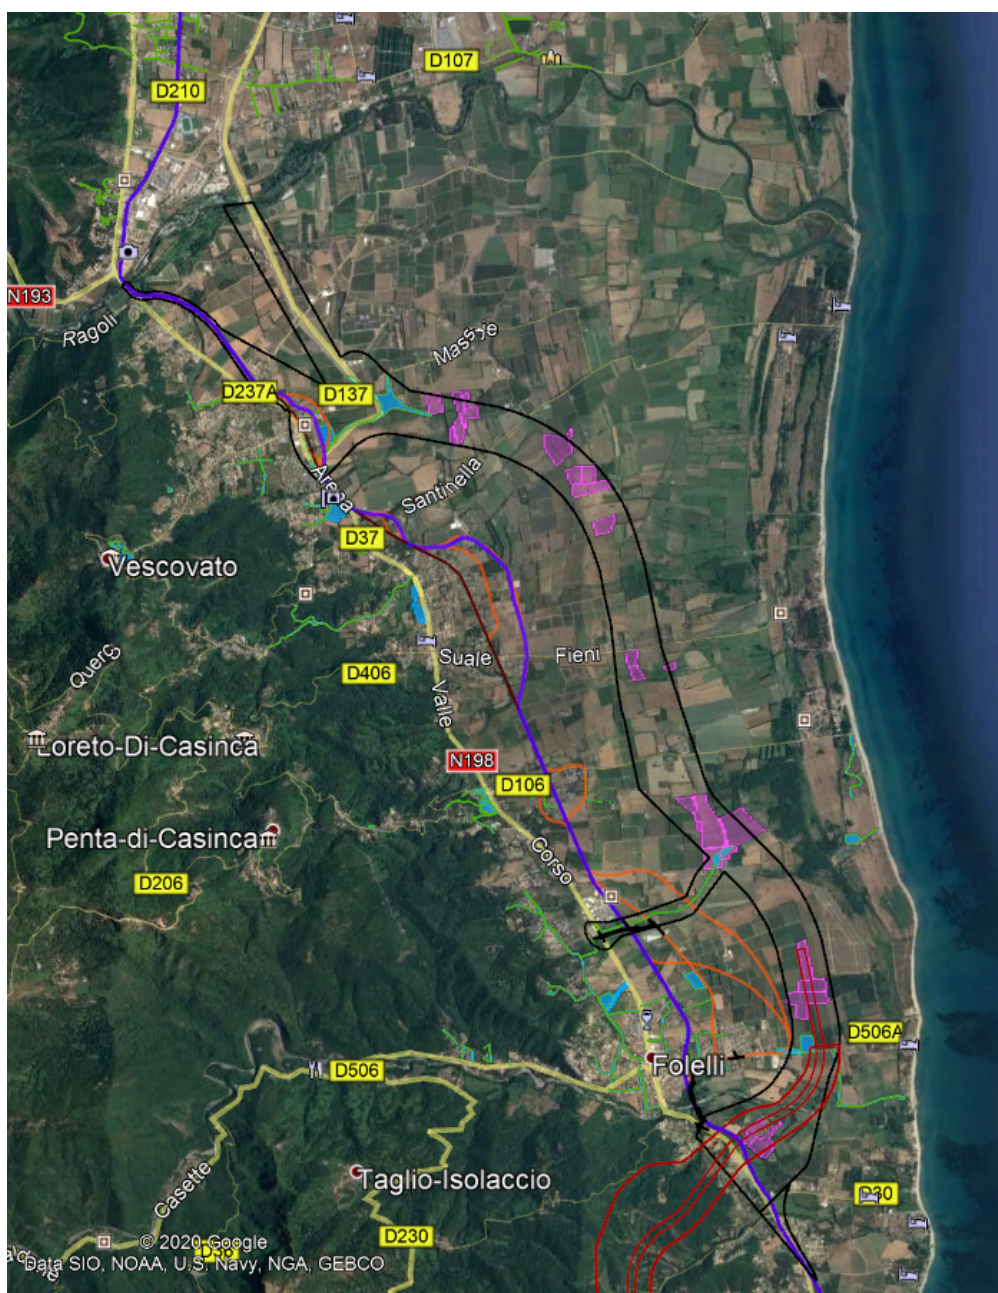 D107
D210
N193
Ragoli
D237A
D137
Arena
Santinella
D37
Vescovato
Suale
Fieni
D406
Valle
Loreto-Di-Casinca
N198
D106
Penta-di-Casinca
Corso
D206
D506A
D506
Folelli
Casette
Taglio-Isolaccio
D230
© 2020 Google
Data SIO, NOAA, U.S. Navy, NGA, GEBCO